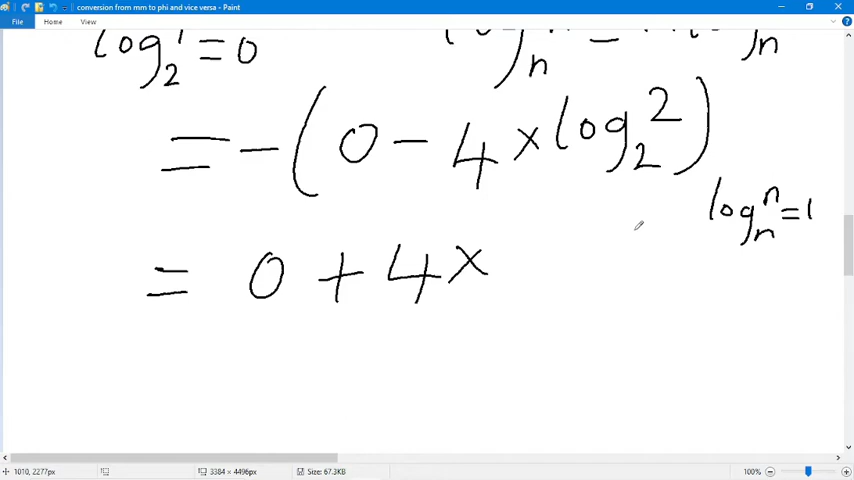 conversion from mm to phi and vice versa - Paint
File Home View
log₂¹ = 0
= - ( 0 - 4 × log₂² )
logₙⁿ = 1
= 0 + 4 ×
1010, 2277px 3384 × 4496px Size: 67.3KB 100%